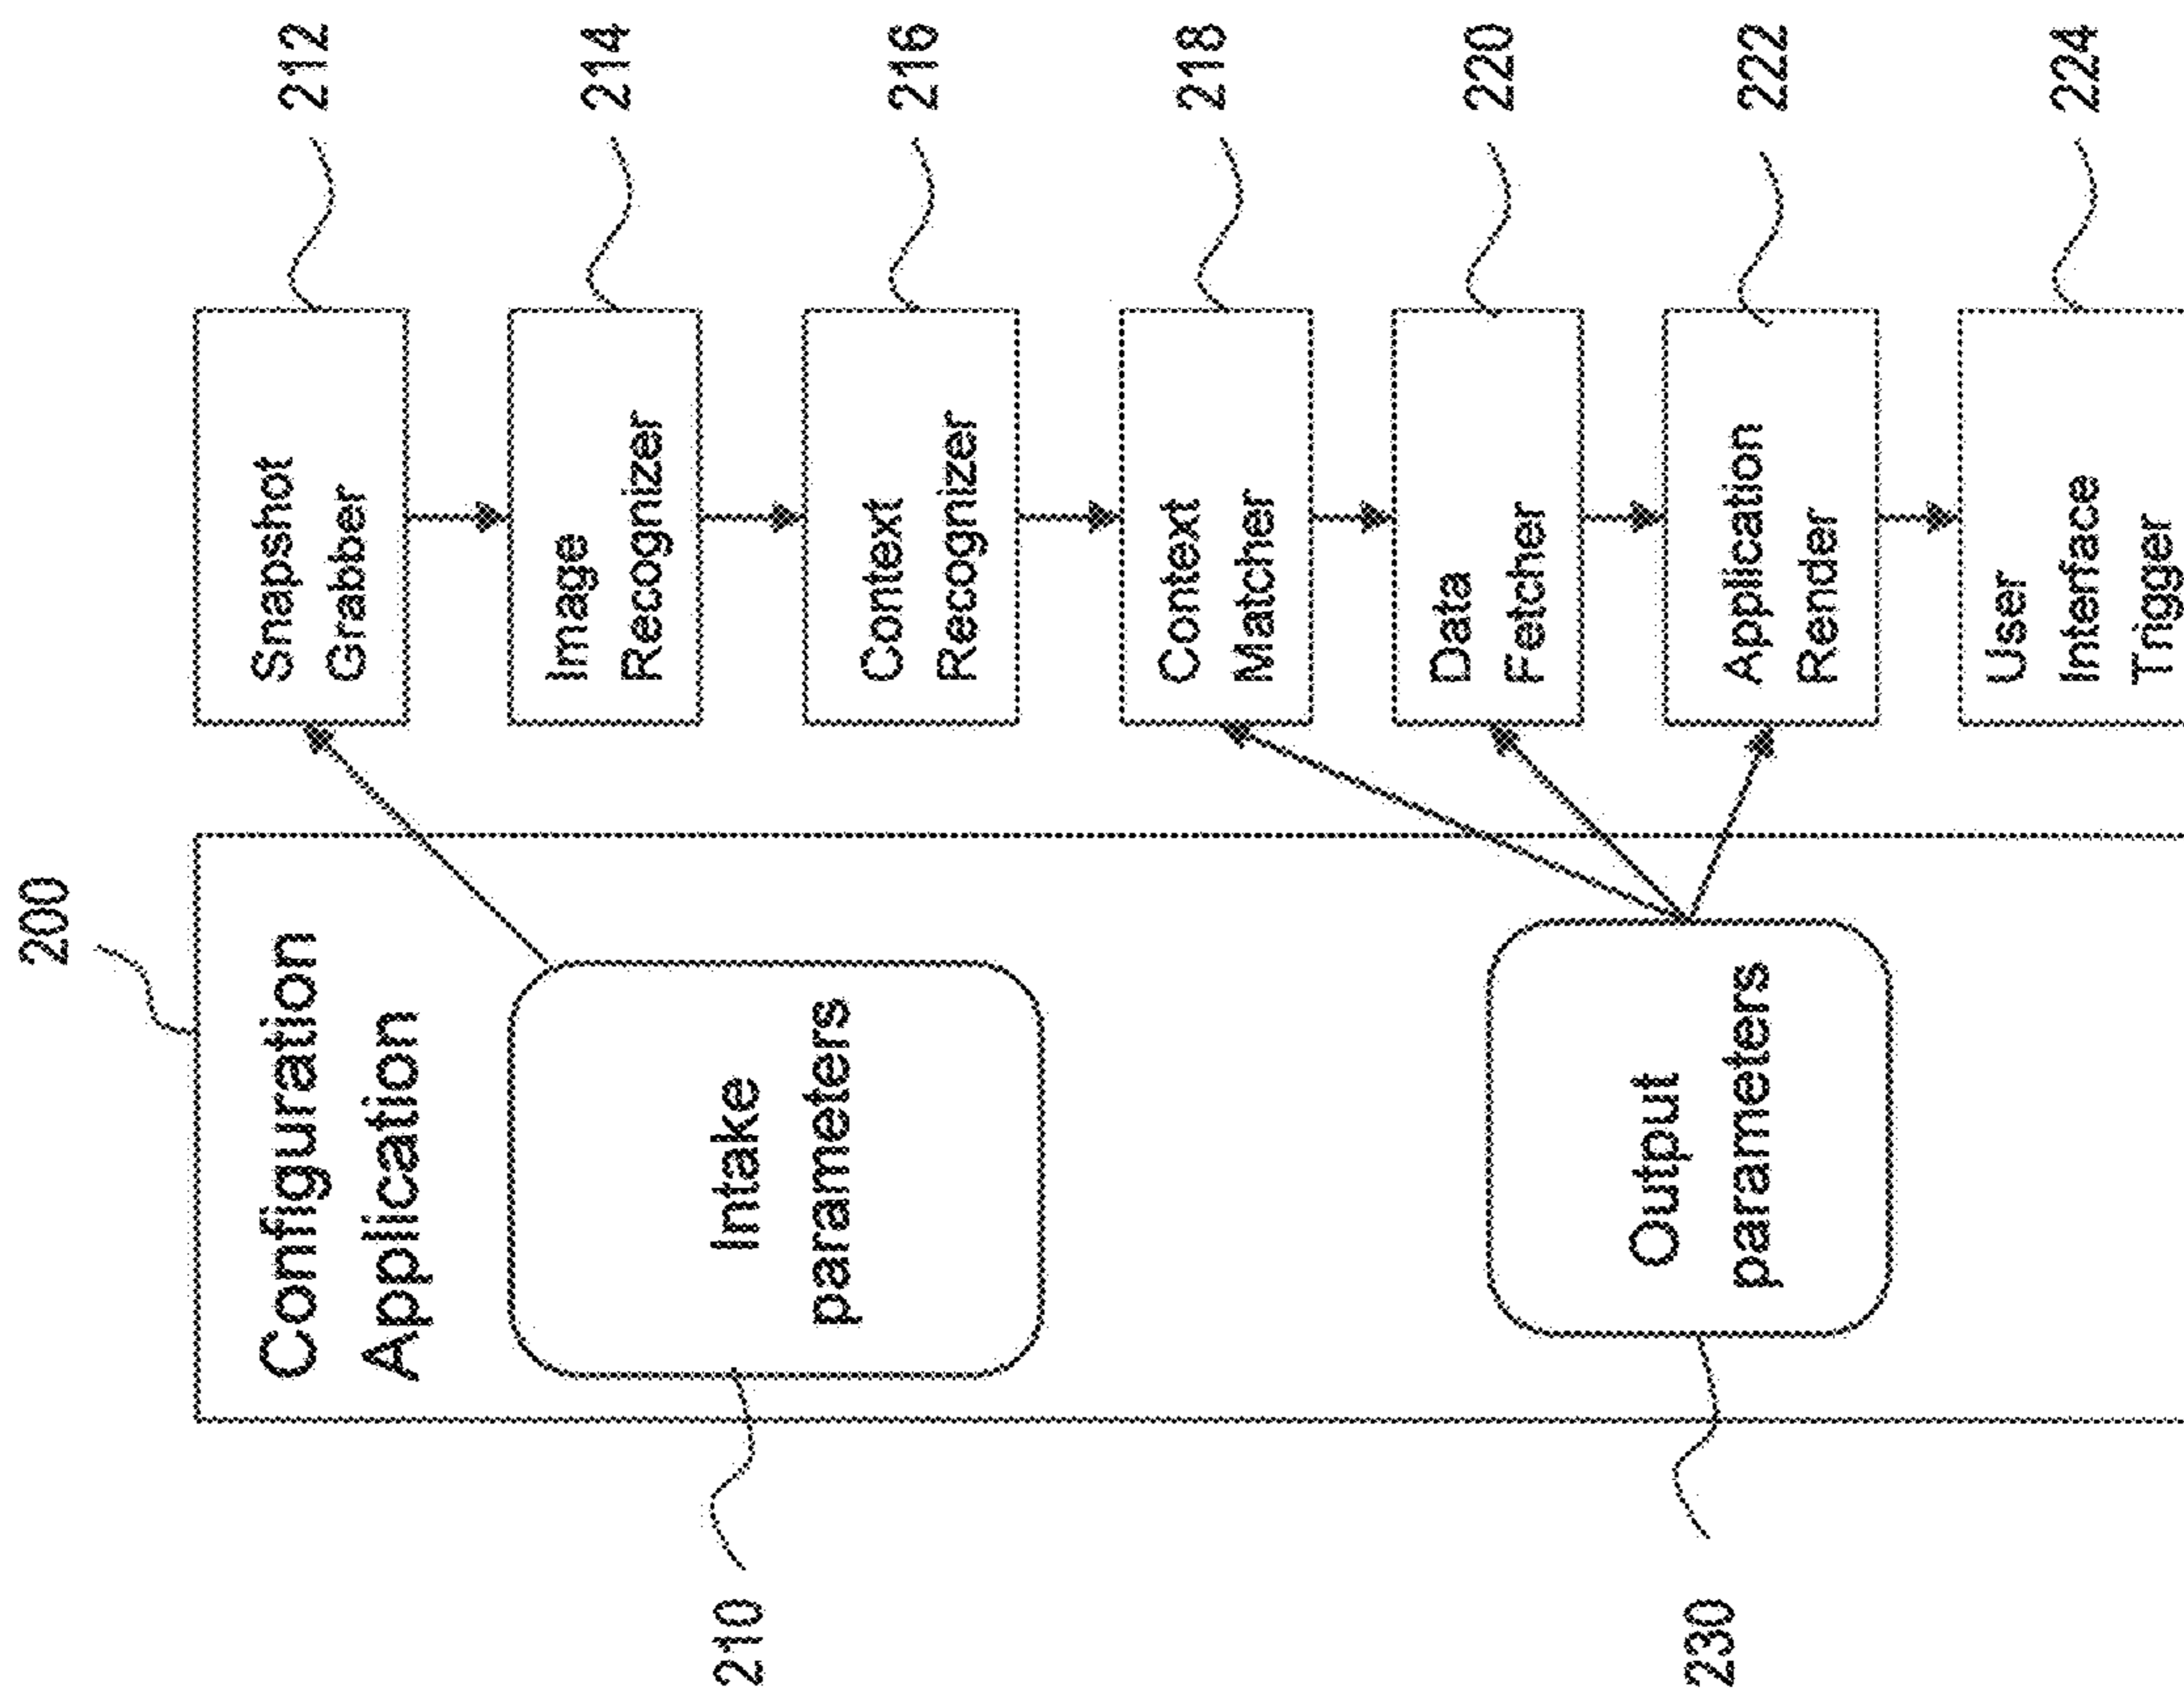 200
Configuration
Application
Intake
parameters
210
Output
parameters
230
Snapshot
Grabber
212
Image
Recognizer
214
Context
Recognizer
216
Context
Matcher
218
Data
Fetcher
220
Application
Render
222
User
Interface
Trigger
224